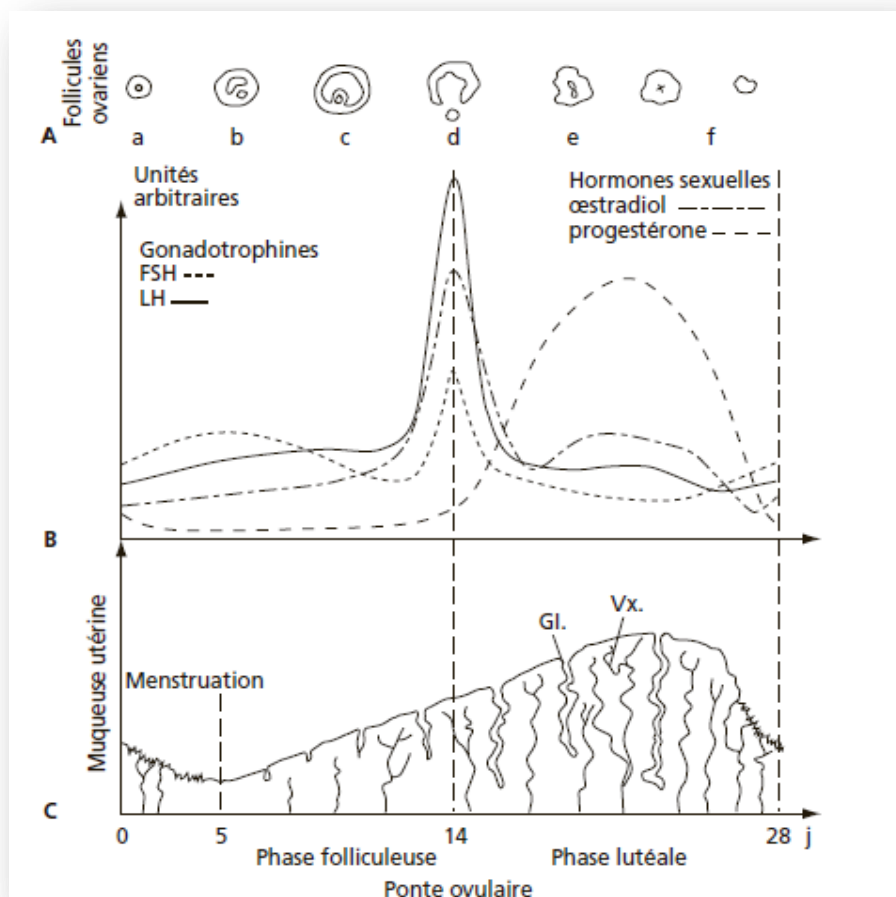 Follicules
ovariens
A
a b c d e f
Unités
arbitraires
Hormones sexuelles
œstradiol
progestérone
Gonadotrophines
FSH
LH
B
Muqueuse utérine
Menstruation
Gl.
Vx.
C
0 5 14 28 j
Phase folliculeuse Phase lutéale
Ponte ovulaire